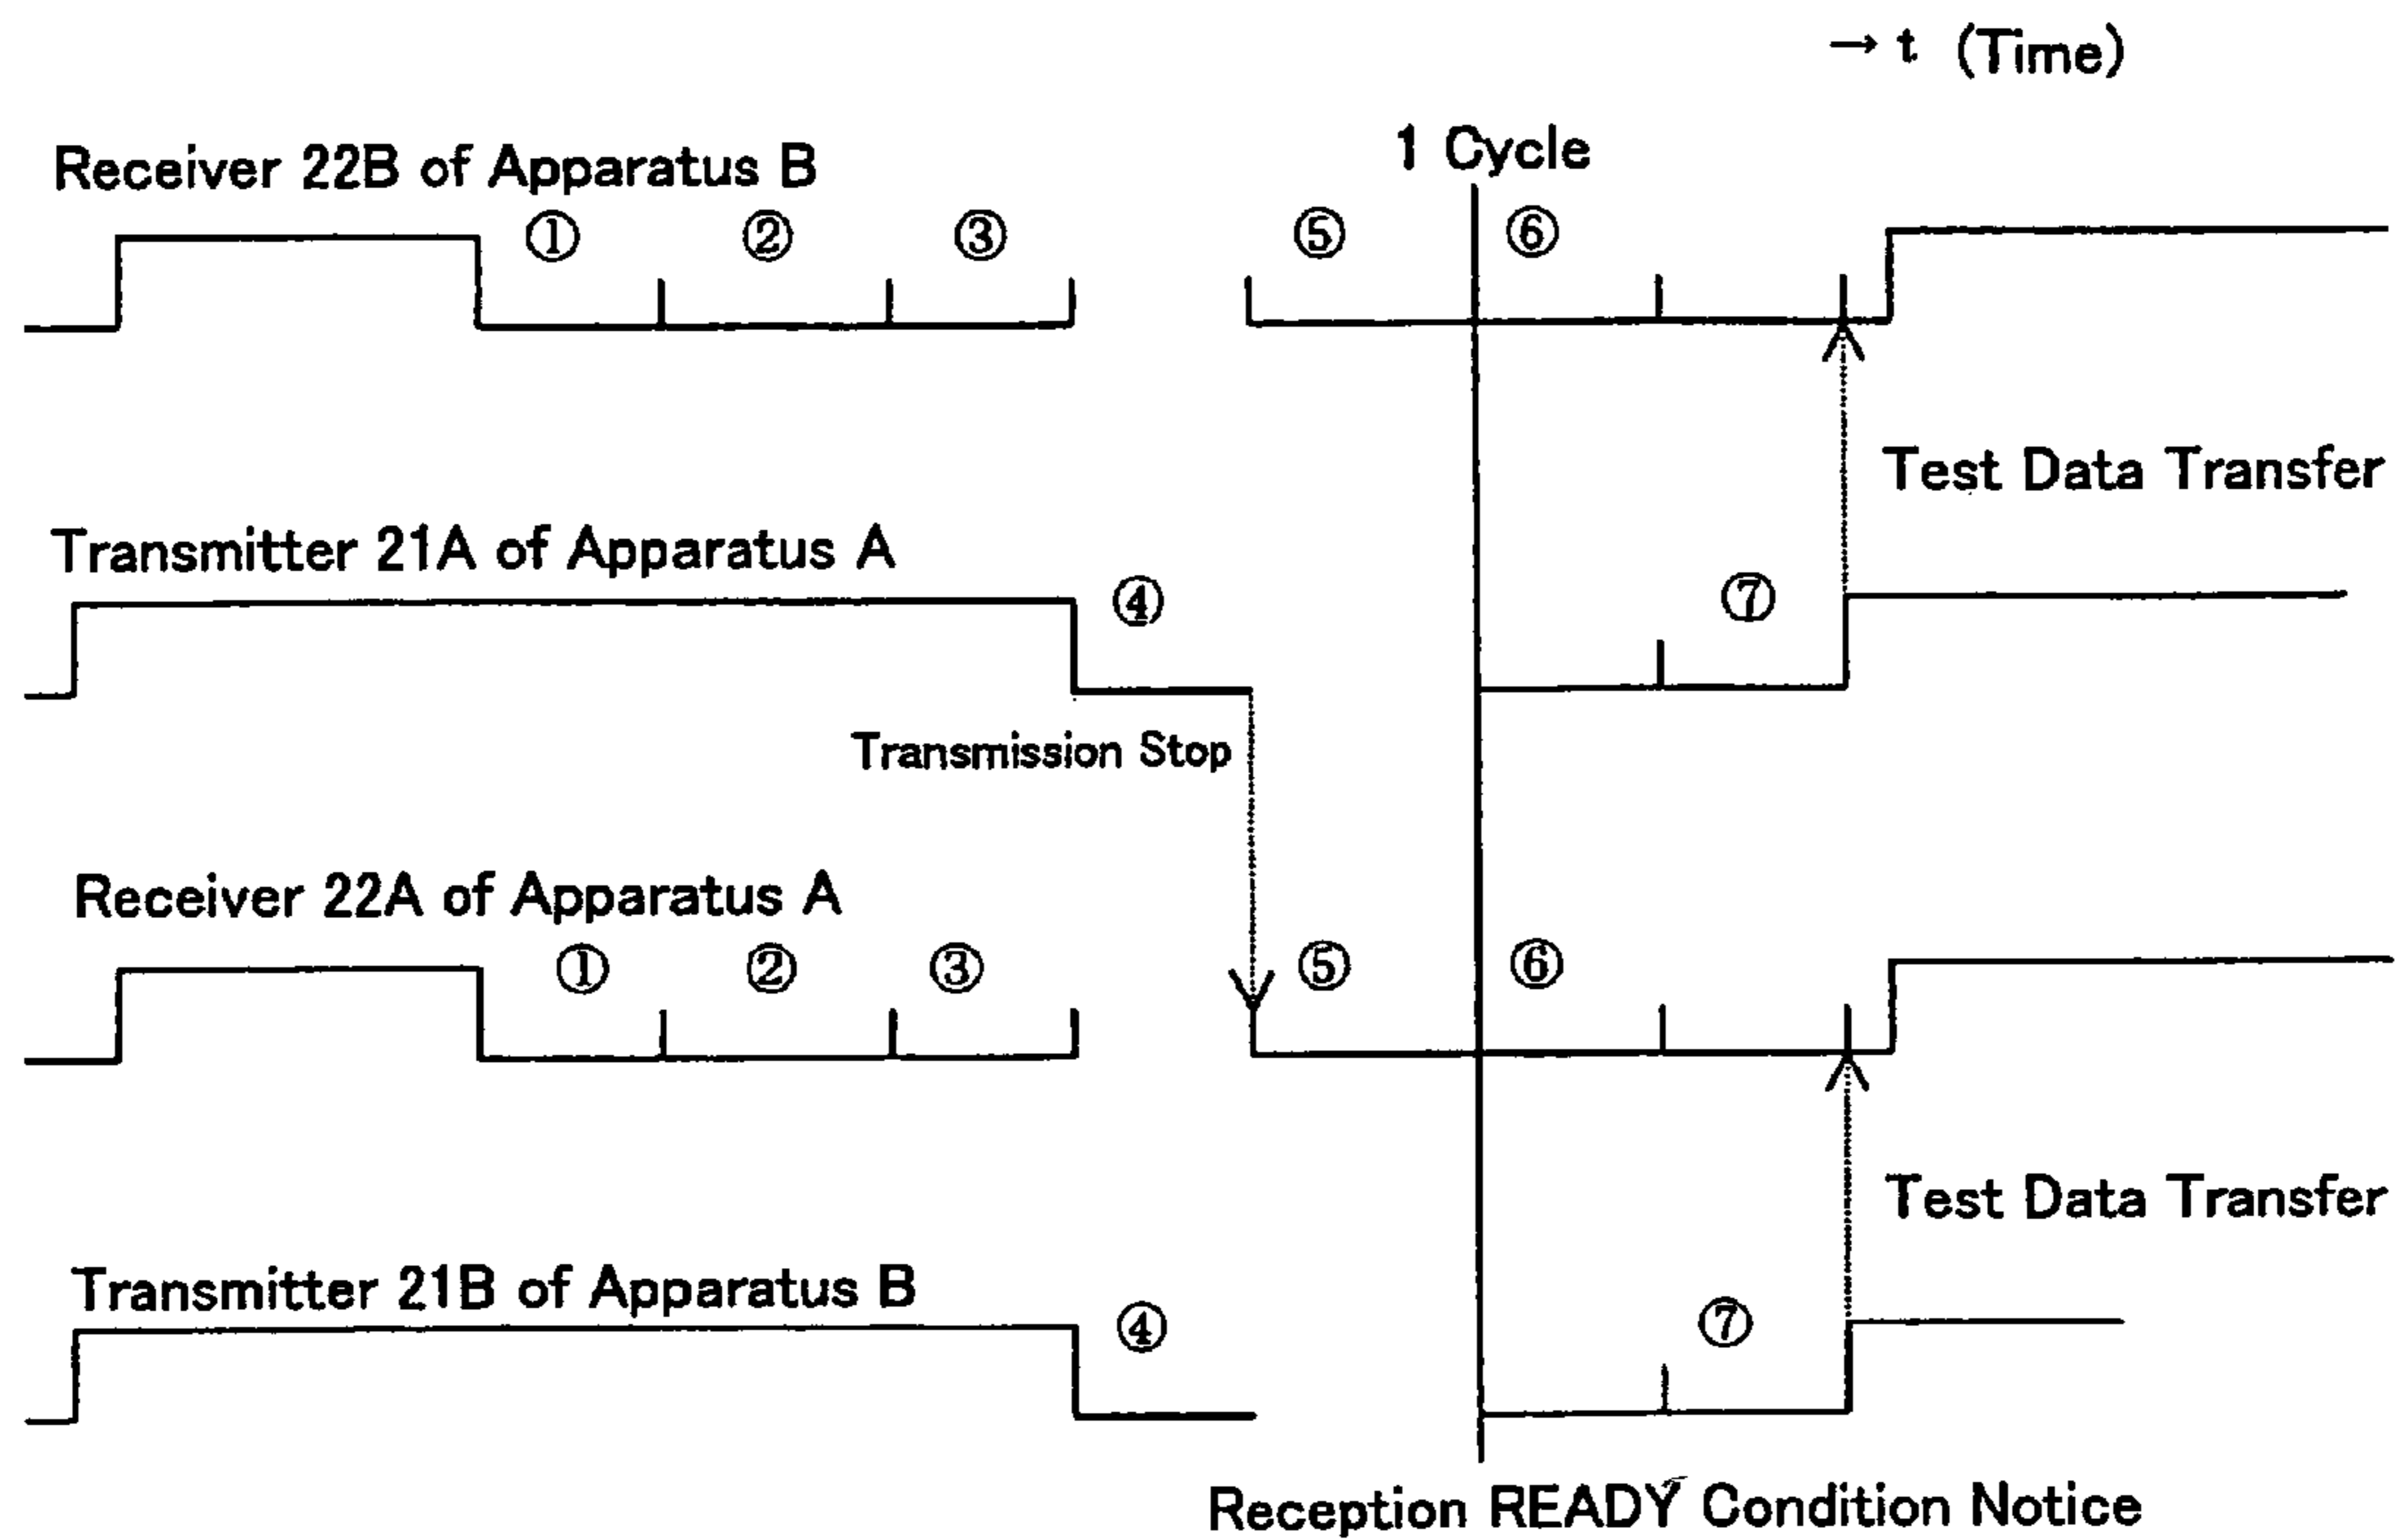 → t (Time)
1 Cycle
Receiver 22B of Apparatus B
① ② ③ ⑤ ⑥
Test Data Transfer
Transmitter 21A of Apparatus A
④ ⑦
Transmission Stop
Receiver 22A of Apparatus A
① ② ③ ⑤ ⑥
Test Data Transfer
Transmitter 21B of Apparatus B
④ ⑦
Reception READY Condition Notice